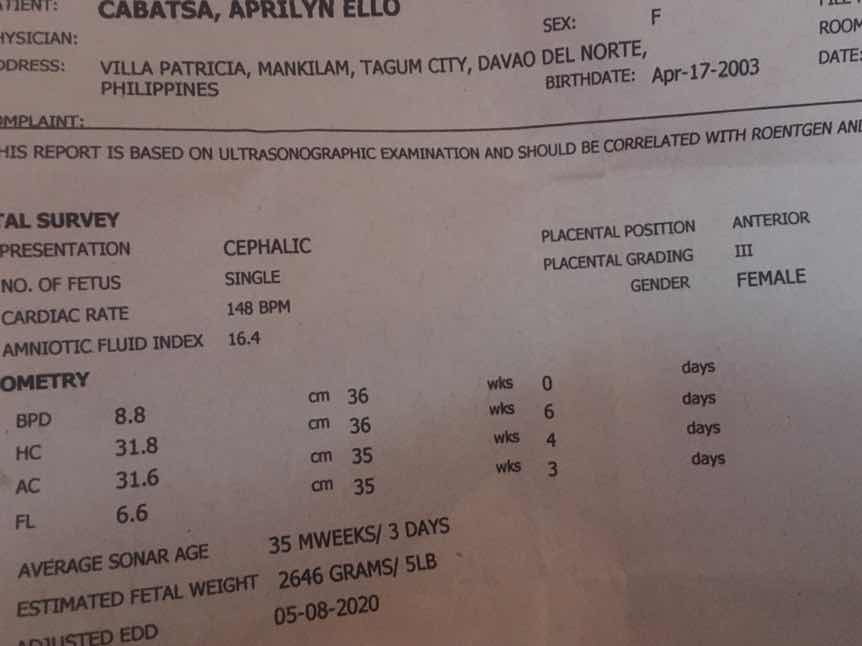 ATIENT: CABATSA, APRILYN ELLO
HYSICIAN: SEX: F ROOM
DDRESS: VILLA PATRICIA, MANKILAM, TAGUM CITY, DAVAO DEL NORTE, DATE:
PHILIPPINES BIRTHDATE: Apr-17-2003
OMPLAINT:
HIS REPORT IS BASED ON ULTRASONOGRAPHIC EXAMINATION AND SHOULD BE CORRELATED WITH ROENTGEN AND
TAL SURVEY
PRESENTATION CEPHALIC PLACENTAL POSITION ANTERIOR
NO. OF FETUS SINGLE PLACENTAL GRADING III
CARDIAC RATE 148 BPM GENDER FEMALE
AMNIOTIC FLUID INDEX 16.4
OMETRY
BPD 8.8 cm 36 wks 0 days
HC 31.8 cm 36 wks 6 days
AC 31.6 cm 35 wks 4 days
FL 6.6 cm 35 wks 3 days
AVERAGE SONAR AGE 35 MWEEKS/ 3 DAYS
ESTIMATED FETAL WEIGHT 2646 GRAMS/ 5LB
ADJUSTED EDD 05-08-2020